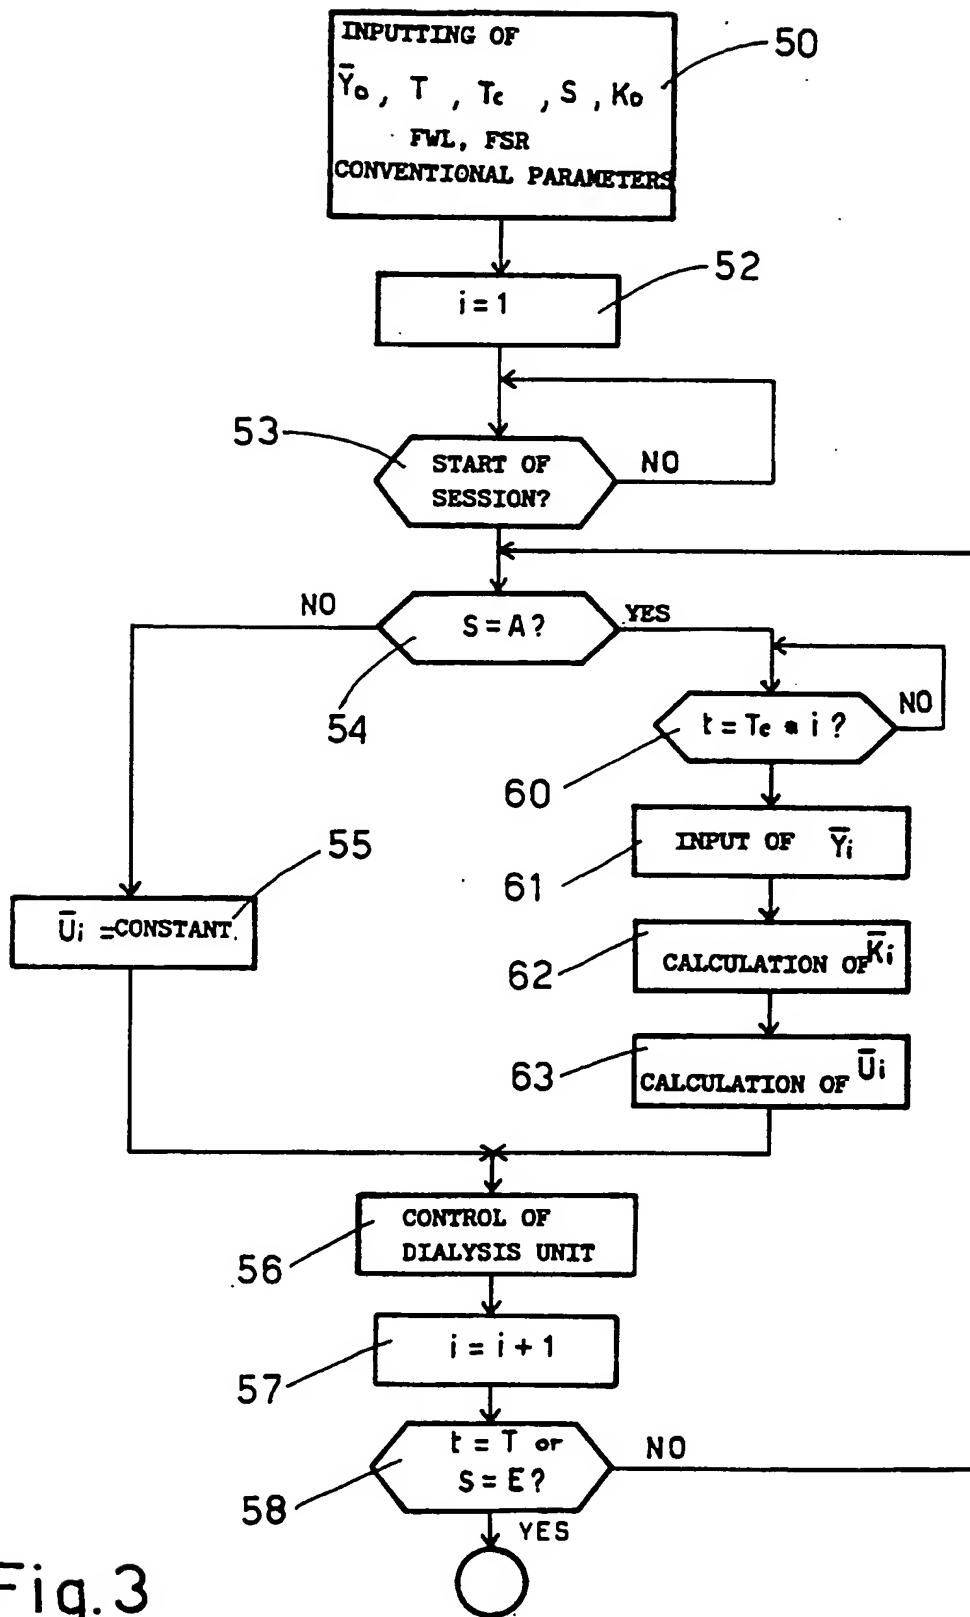 INPUTTING OF
50
Ȳo, T, Tc, S, Ko
FWL, FSR
CONVENTIONAL PARAMETERS
52
i = 1
53
START OF
SESSION?
NO
NO
S = A?
YES
54
t = Tc * i ?
NO
60
INPUT OF Ȳi
61
55
Ūi = CONSTANT.
CALCULATION OF K̄i
62
CALCULATION OF Ūi
63
CONTROL OF
DIALYSIS UNIT
56
i = i + 1
57
t = T or
S = E?
NO
58
YES
Fig.3